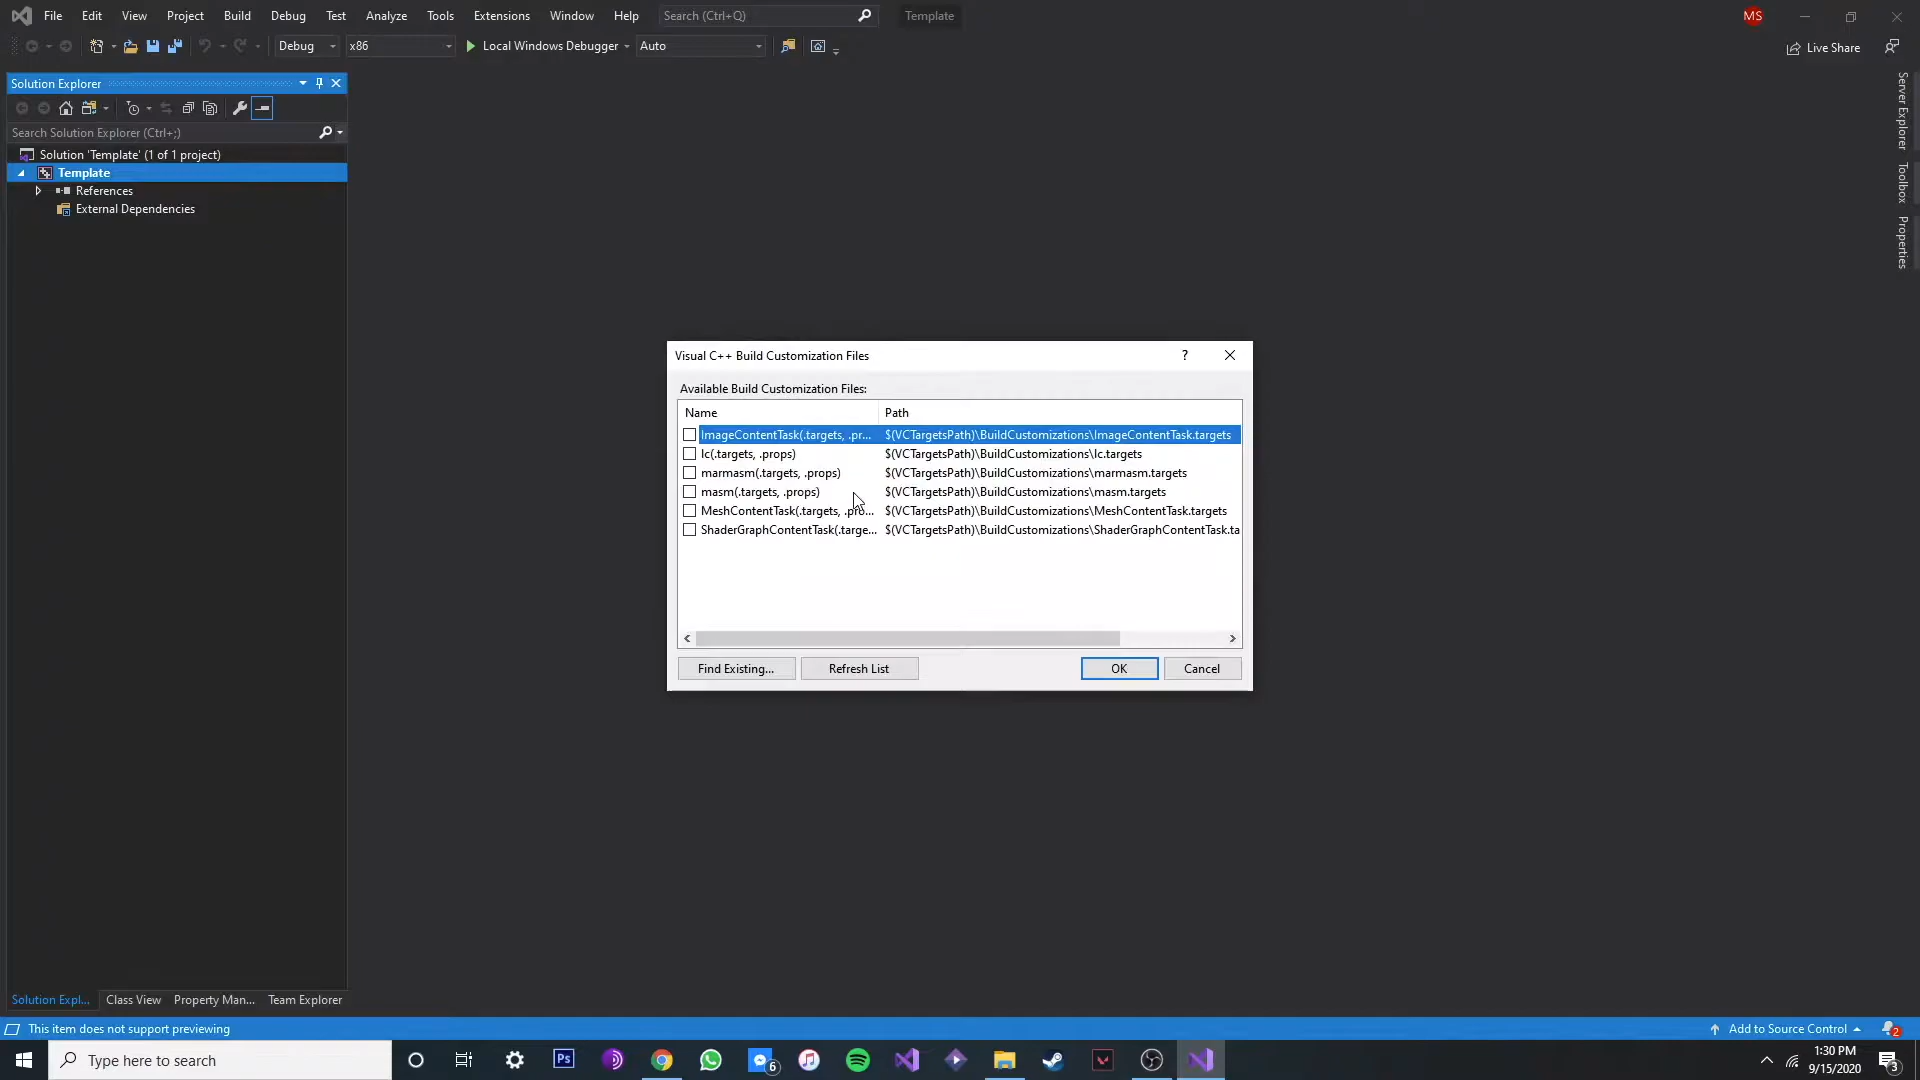 File Edit View Project Build Debug Test Analyze Tools Extensions Window Help Search (Ctrl+Q) Template MS
Debug x86 Local Windows Debugger Auto Live Share
Solution Explorer
Search Solution Explorer (Ctrl+;)
Solution 'Template' (1 of 1 project)
Template
References
External Dependencies
Server Explorer
Toolbox
Properties
Visual C++ Build Customization Files ?
Available Build Customization Files:
Name Path
ImageContentTask(.targets, .pr... $(VCTargetsPath)\BuildCustomizations\ImageContentTask.targets
lc(.targets, .props) $(VCTargetsPath)\BuildCustomizations\lc.targets
marmasm(.targets, .props) $(VCTargetsPath)\BuildCustomizations\marmasm.targets
masm(.targets, .props) $(VCTargetsPath)\BuildCustomizations\masm.targets
MeshContentTask(.targets, .pro... $(VCTargetsPath)\BuildCustomizations\MeshContentTask.targets
ShaderGraphContentTask(.targe... $(VCTargetsPath)\BuildCustomizations\ShaderGraphContentTask.ta
Find Existing... Refresh List OK Cancel
Solution Expl... Class View Property Man... Team Explorer
This item does not support previewing Add to Source Control 2
Type here to search Ps 6 1:30 PM
9/15/2020 3